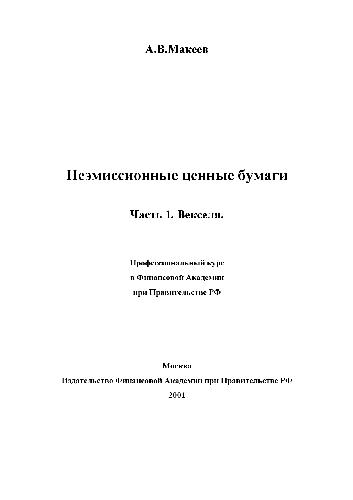 А.В.Макеев
Неэмиссионные ценные бумаги
Часть 1. Векселя.
Профессиональный курс
в Финансовой Академии
при Правительстве РФ
Москва
Издательство Финансовой Академии при Правительстве РФ
2001